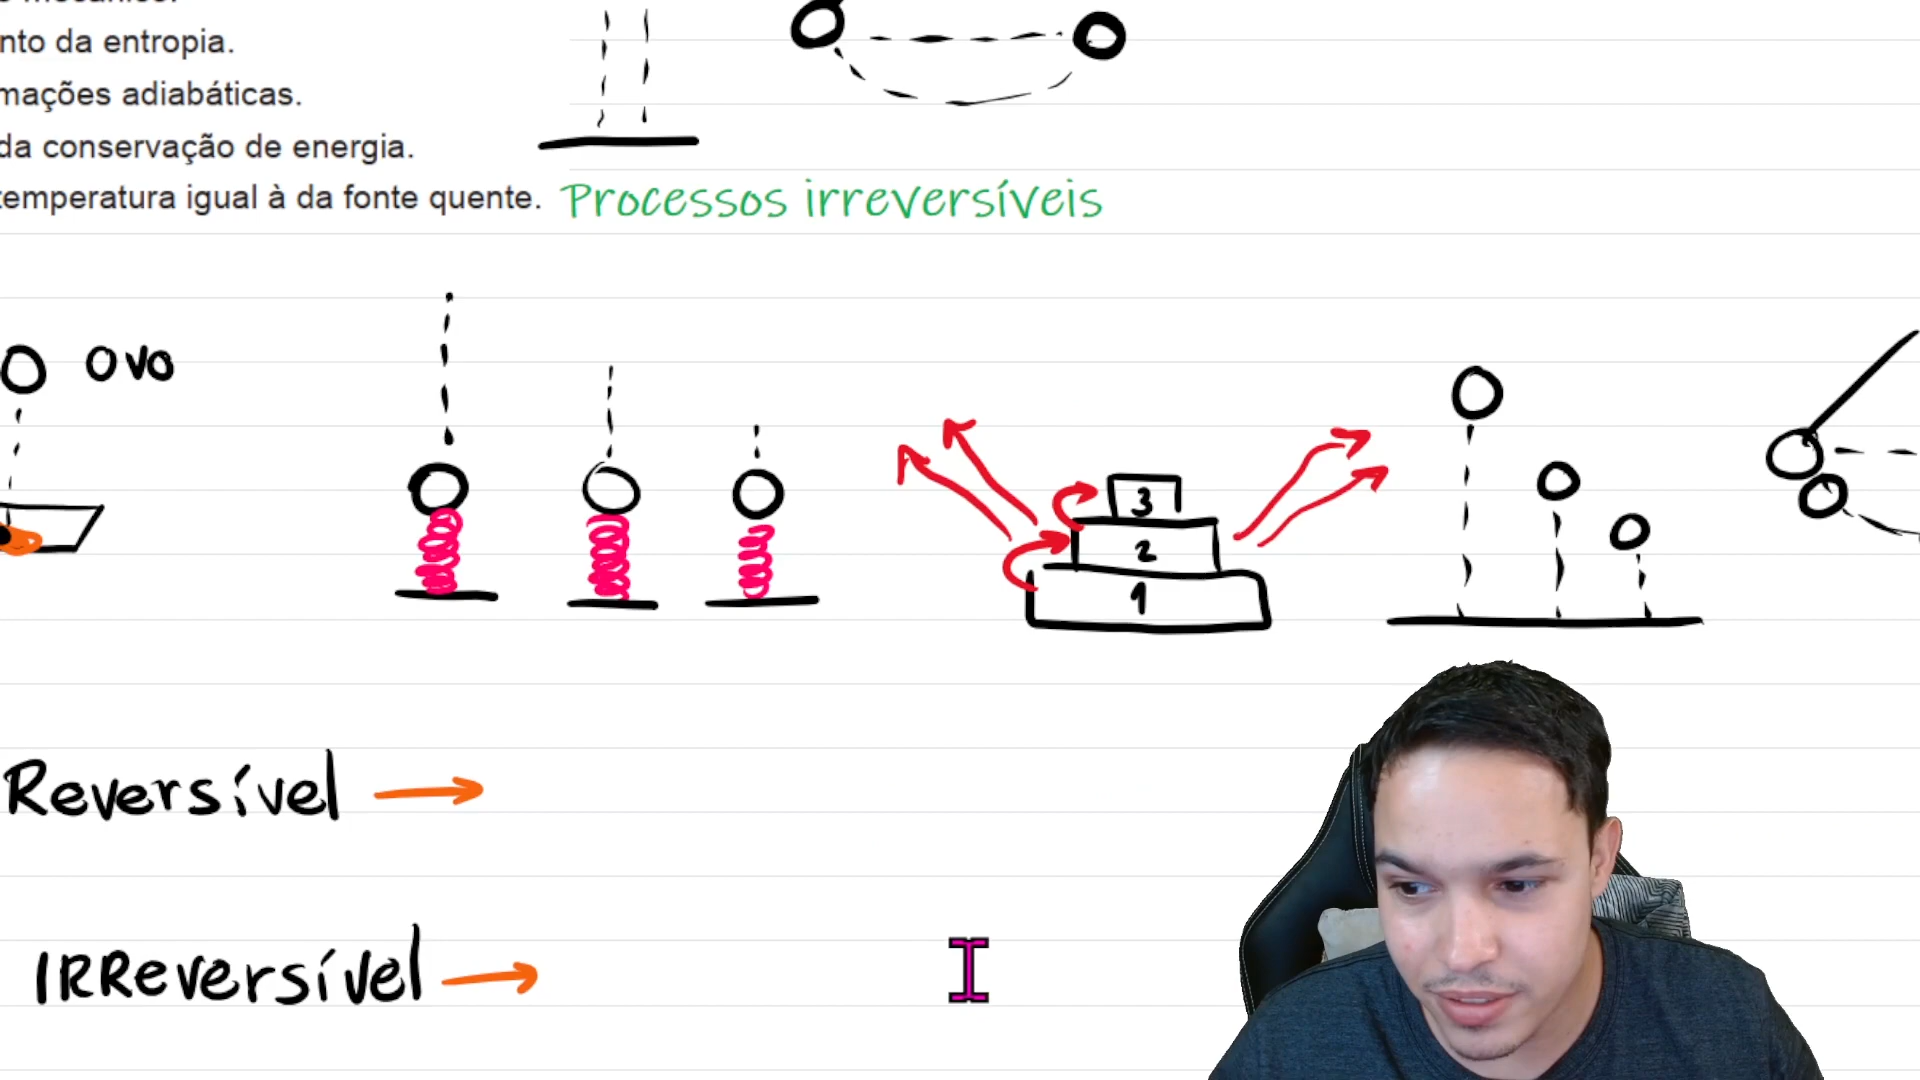 nto da entropia.
mações adiabáticas.
da conservação de energia.
temperatura igual à da fonte quente.
Processos irreversíveis
ovo
3
2
1
Reversível
IRReversível